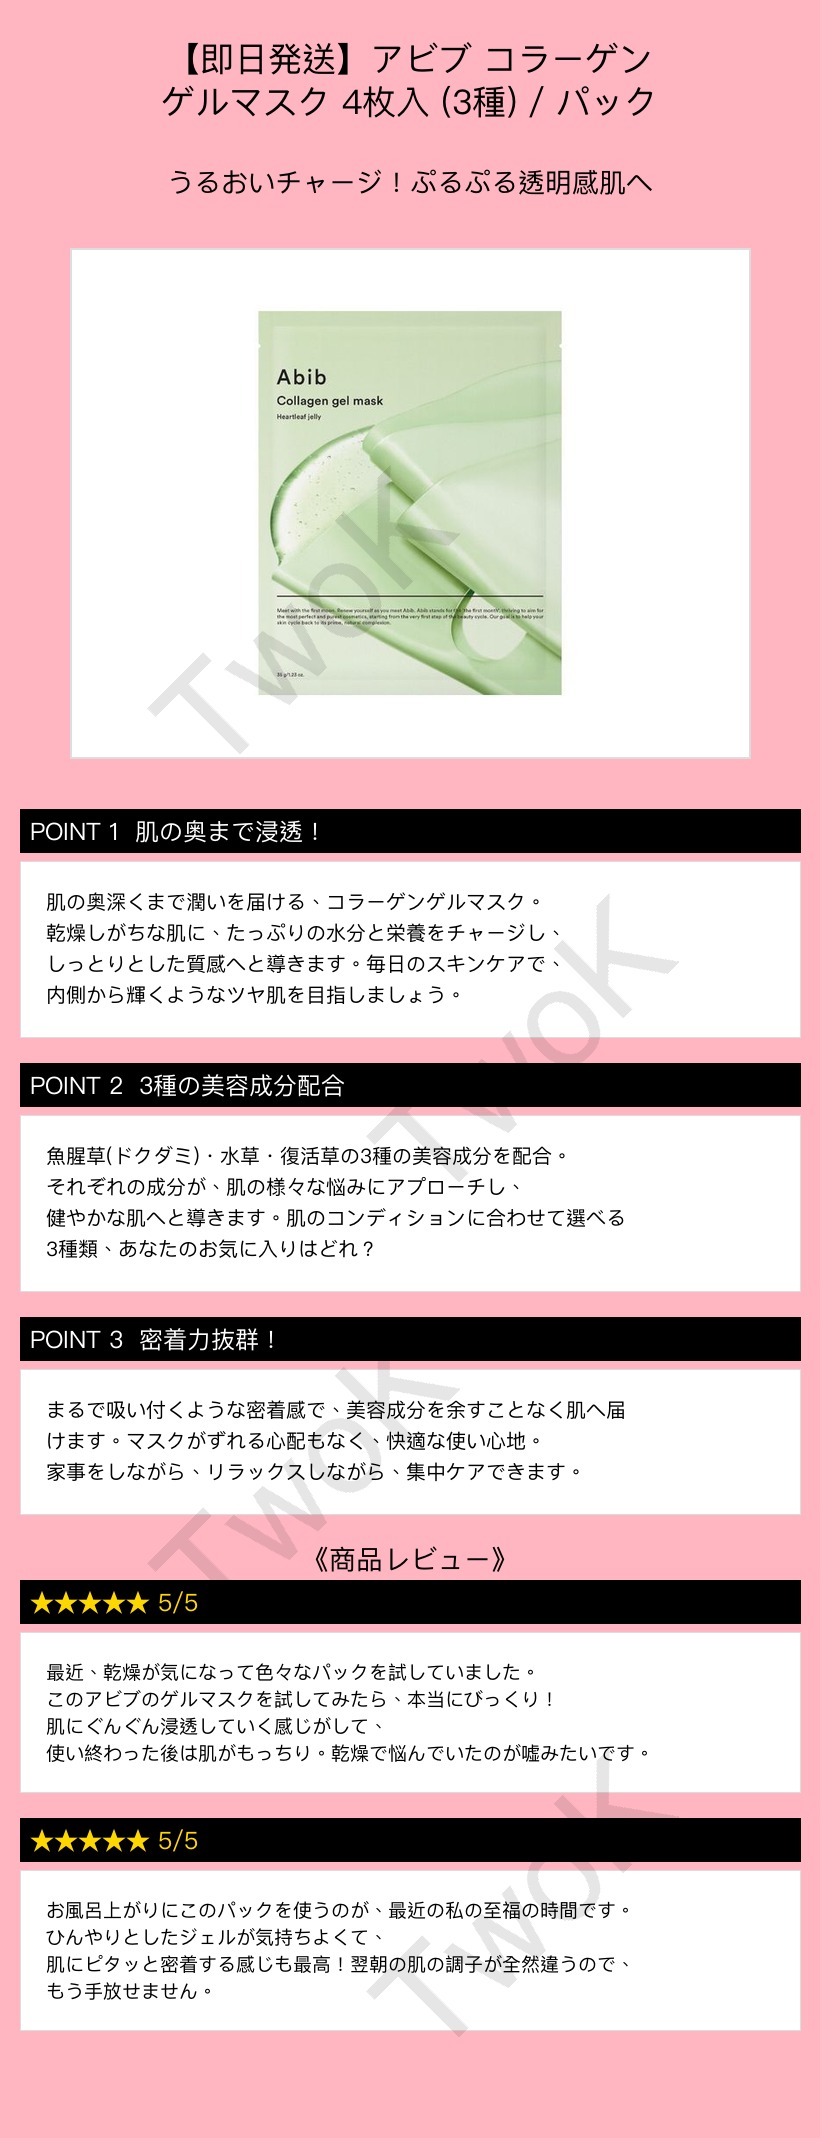 【即日発送】アビブ コラーゲン
ゲルマスク 4枚入 (3種) / パック
うるおいチャージ！ぷるぷる透明感肌へ
Abib
Collagen gel mask
Heartleaf jelly
Meet with the first moon. Renew yourself as you meet Abib. Abib stands for the 'the first month', thriving to aim for
the most perfect and purest cosmetics, starting from the very first step of the beauty cycle. Our goal is to help your
skin cycle back to its prime, natural complexion.
35 g/1.23 oz.
TwoK
POINT 1 肌の奥まで浸透！
肌の奥深くまで潤いを届ける、コラーゲンゲルマスク。
乾燥しがちな肌に、たっぷりの水分と栄養をチャージし、
しっとりとした質感へと導きます。毎日のスキンケアで、
内側から輝くようなツヤ肌を目指しましょう。
TwoK
POINT 2 3種の美容成分配合
魚腥草(ドクダミ)・水草・復活草の3種の美容成分を配合。
それぞれの成分が、肌の様々な悩みにアプローチし、
健やかな肌へと導きます。肌のコンディションに合わせて選べる
3種類、あなたのお気に入りはどれ？
POINT 3 密着力抜群！
まるで吸い付くような密着感で、美容成分を余すことなく肌へ届
けます。マスクがずれる心配もなく、快適な使い心地。
家事をしながら、リラックスしながら、集中ケアできます。
TwoK
《商品レビュー》
★★★★★ 5/5
最近、乾燥が気になって色々なパックを試していました。
このアビブのゲルマスクを試してみたら、本当にびっくり！
肌にぐんぐん浸透していく感じがして、
使い終わった後は肌がもっちり。乾燥で悩んでいたのが嘘みたいです。
★★★★★ 5/5
お風呂上がりにこのパックを使うのが、最近の私の至福の時間です。
ひんやりとしたジェルが気持ちよくて、
肌にピタッと密着する感じも最高！翌朝の肌の調子が全然違うので、
もう手放せません。
TwoK